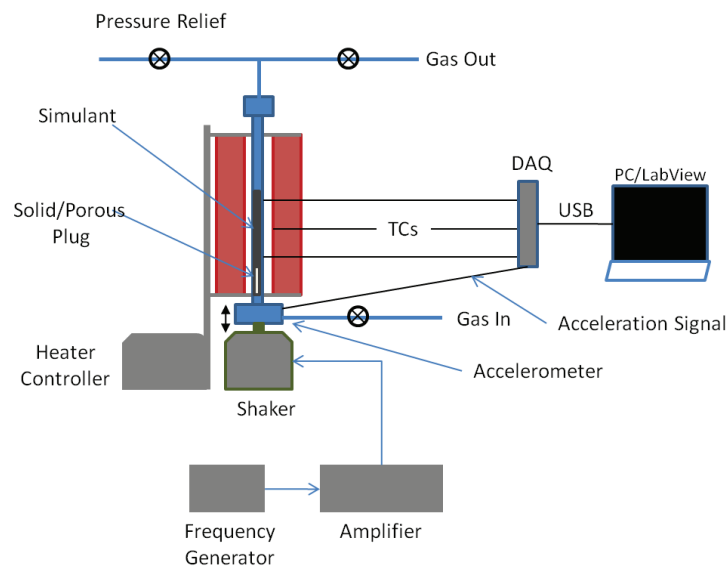 Pressure Relief
Gas Out
Simulant
DAQ
PC/LabView
Solid/Porous
Plug
TCs
USB
Gas In
Acceleration Signal
Heater
Controller
Accelerometer
Shaker
Frequency
Generator
Amplifier